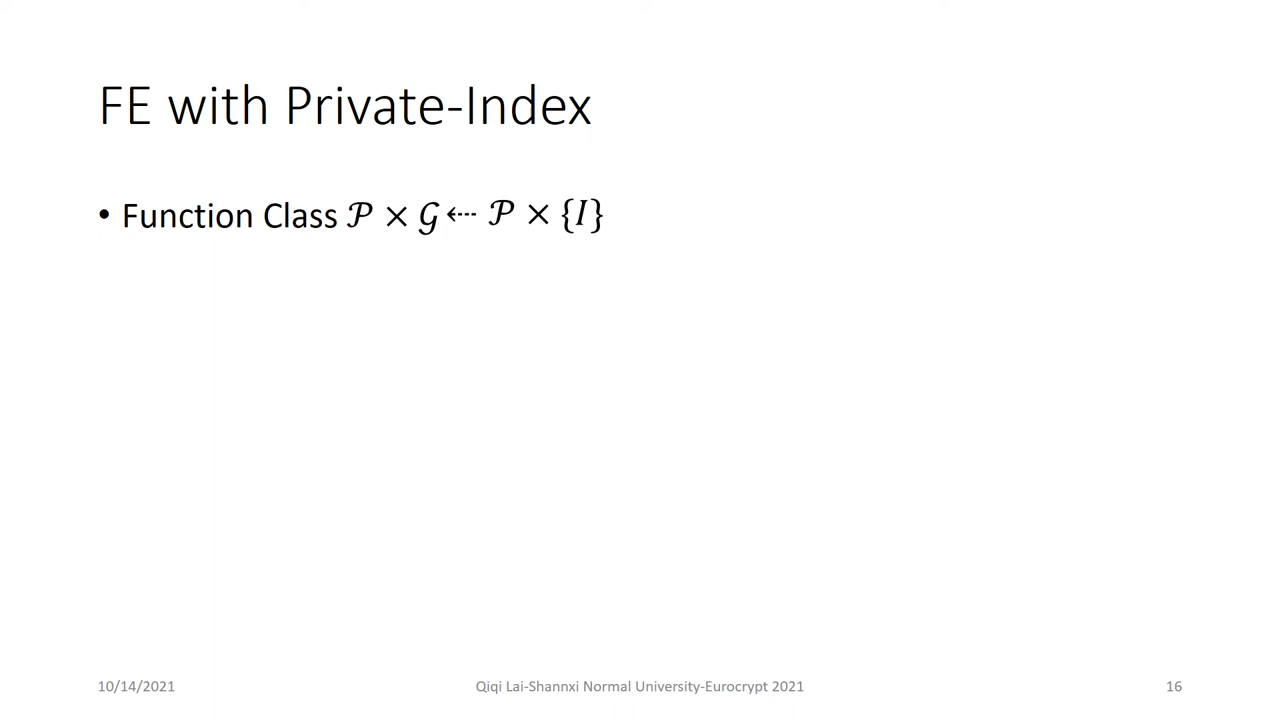 FE with Private-Index
• Function Class 𝒫 × 𝒢 ⇠ 𝒫 × {𝐼}
10/14/2021
Qiqi Lai-Shannxi Normal University-Eurocrypt 2021
16